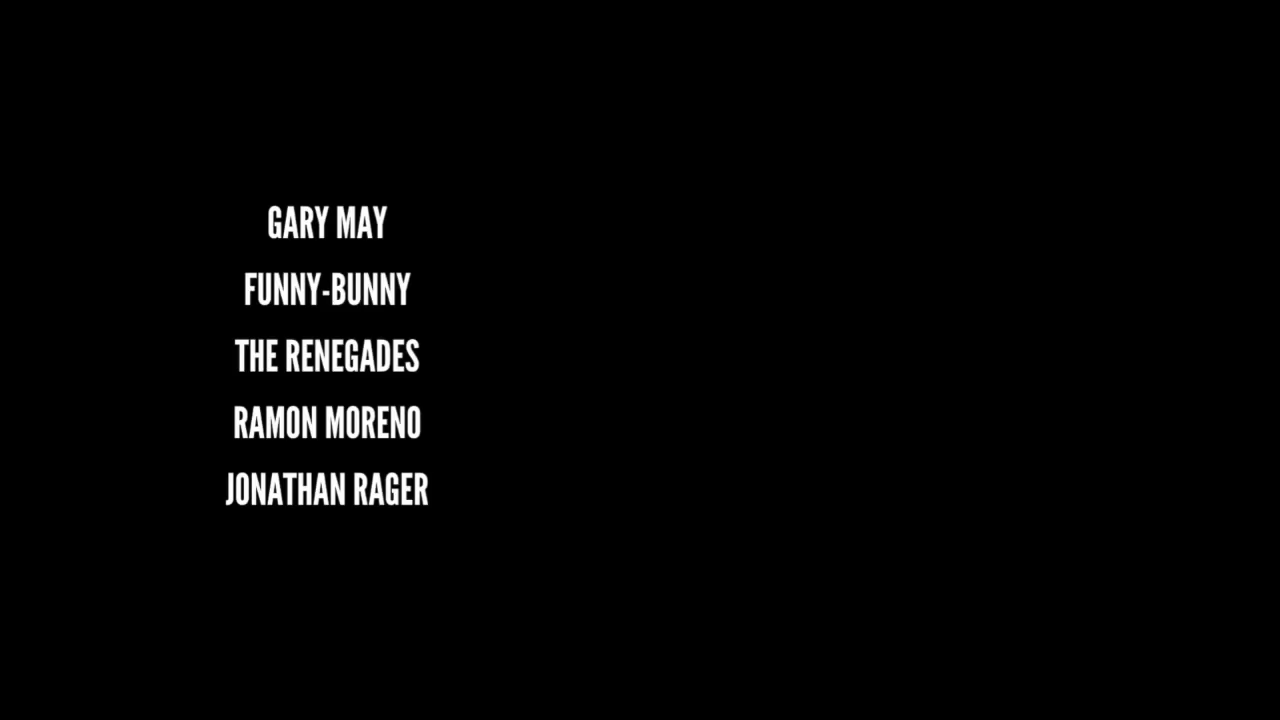 GARY MAY
FUNNY-BUNNY
THE RENEGADES
RAMON MORENO
JONATHAN RAGER